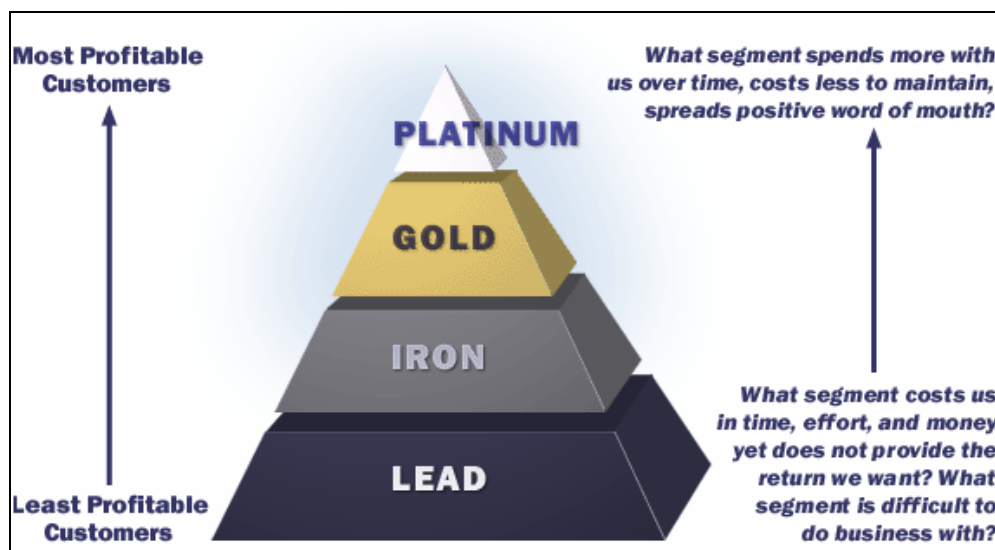 Most Profitable
Customers
What segment spends more with
us over time, costs less to maintain,
spreads positive word of mouth?
PLATINUM
GOLD
IRON
LEAD
What segment costs us
in time, effort, and money
yet does not provide the
return we want? What
segment is difficult to
do business with?
Least Profitable
Customers